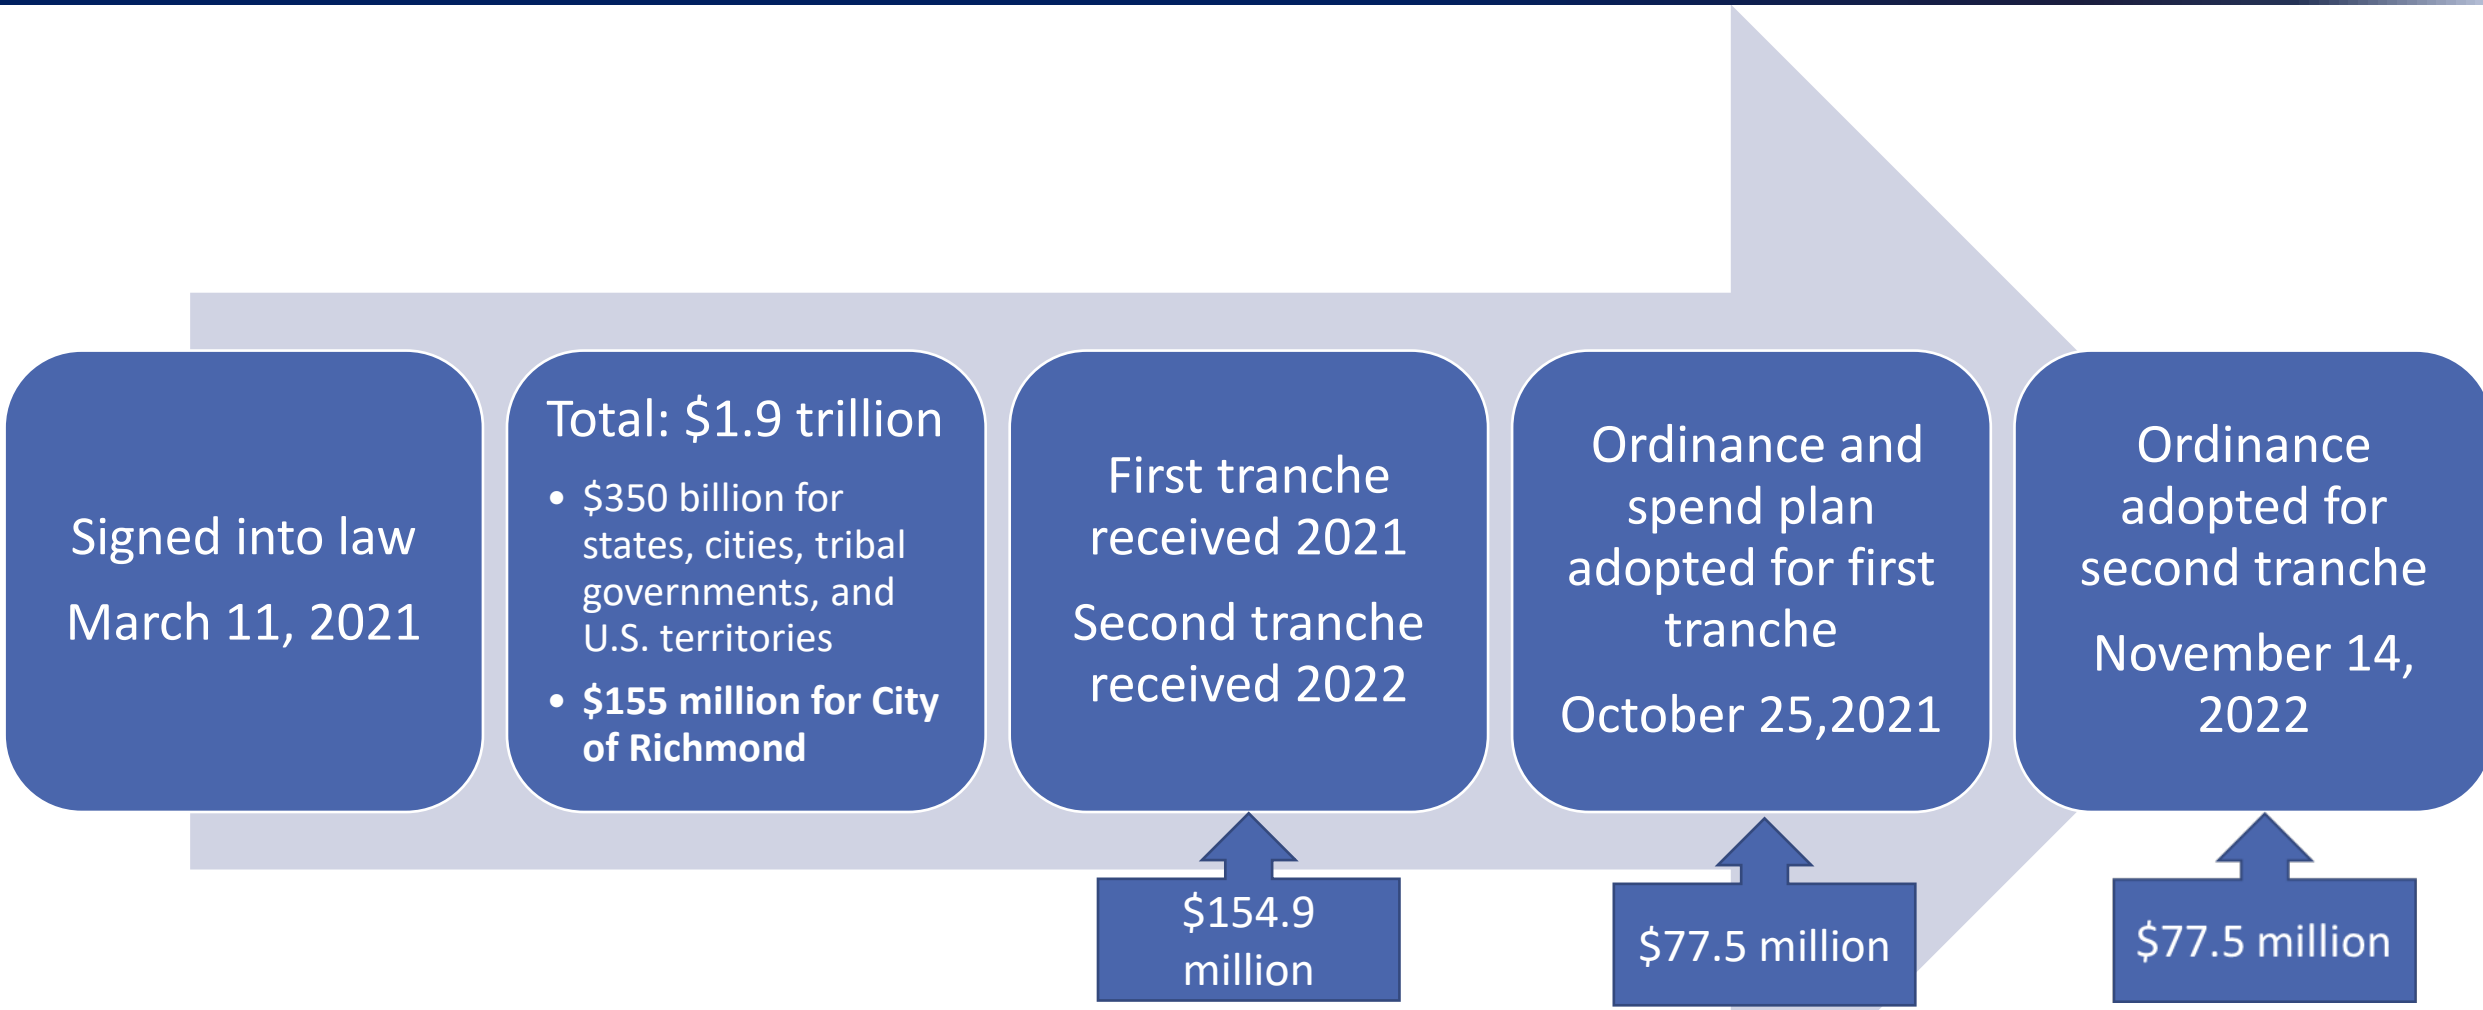 Signed into law
March 11, 2021
Total: $1.9 trillion
• $350 billion for
states, cities, tribal
governments, and
U.S. territories
• $155 million for City
of Richmond
First tranche
received 2021
Second tranche
received 2022
Ordinance and
spend plan
adopted for first
tranche
October 25,2021
Ordinance
adopted for
second tranche
November 14,
2022
$154.9
million
$77.5 million
$77.5 million